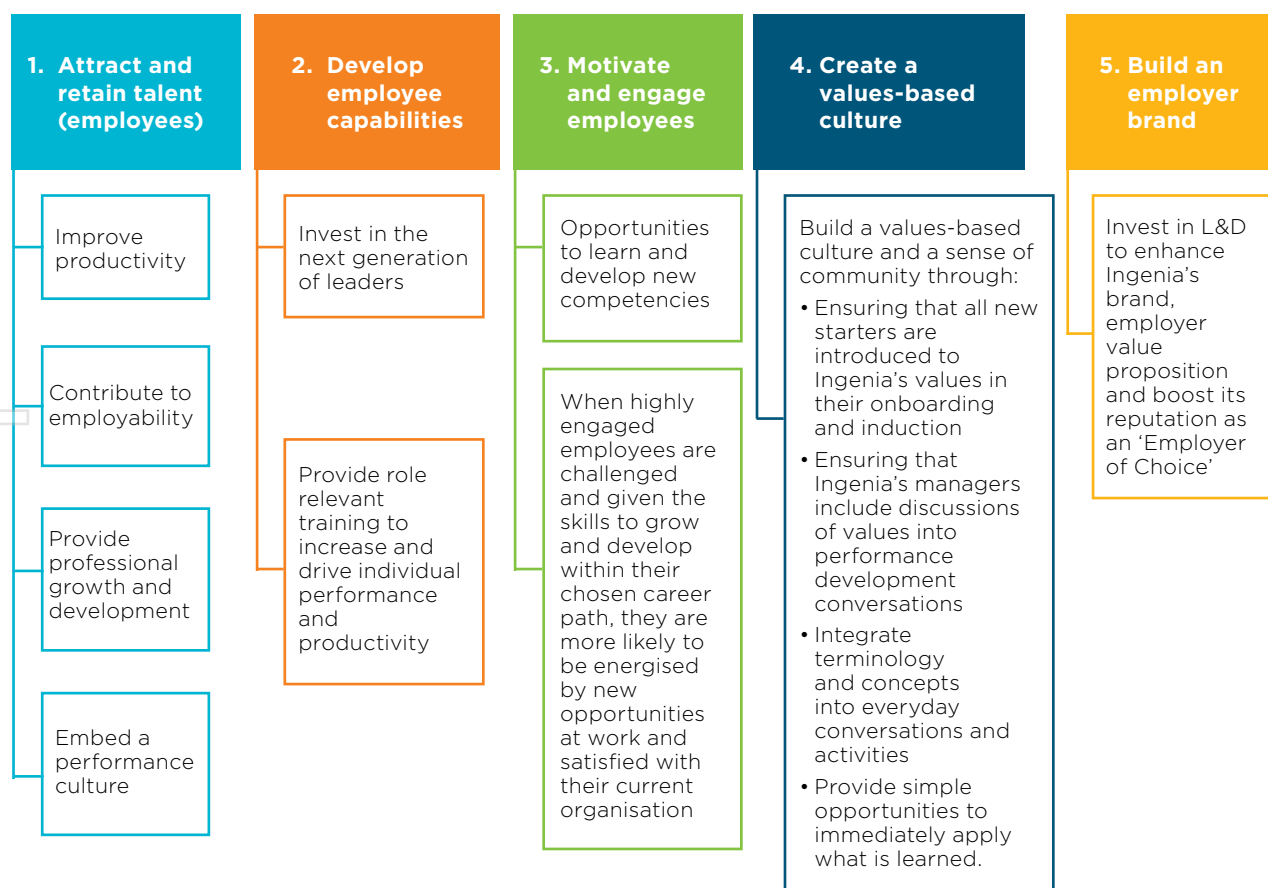 1. Attract and
retain talent
(employees)
Improve
productivity
Contribute to
employability
Provide
professional
growth and
development
Embed a
performance
culture
2. Develop
employee
capabilities
Invest in the
next generation
of leaders
Provide role
relevant
training to
increase and
drive individual
performance
and
productivity
3. Motivate
and engage
employees
Opportunities
to learn and
develop new
competencies
When highly
engaged
employees are
challenged
and given the
skills to grow
and develop
within their
chosen career
path, they are
more likely to
be energised
by new
opportunities
at work and
satisfied with
their current
organisation
4. Create a
values-based
culture
Build a values-based
culture and a sense of
community through:
• Ensuring that all new
starters are
introduced to
Ingenia’s values in
their onboarding
and induction
• Ensuring that
Ingenia’s managers
include discussions
of values into
performance
development
conversations
• Integrate
terminology
and concepts
into everyday
conversations and
activities
• Provide simple
opportunities to
immediately apply
what is learned.
5. Build an
employer
brand
Invest in L&D
to enhance
Ingenia’s
brand,
employer
value
proposition
and boost its
reputation as
an ‘Employer
of Choice’